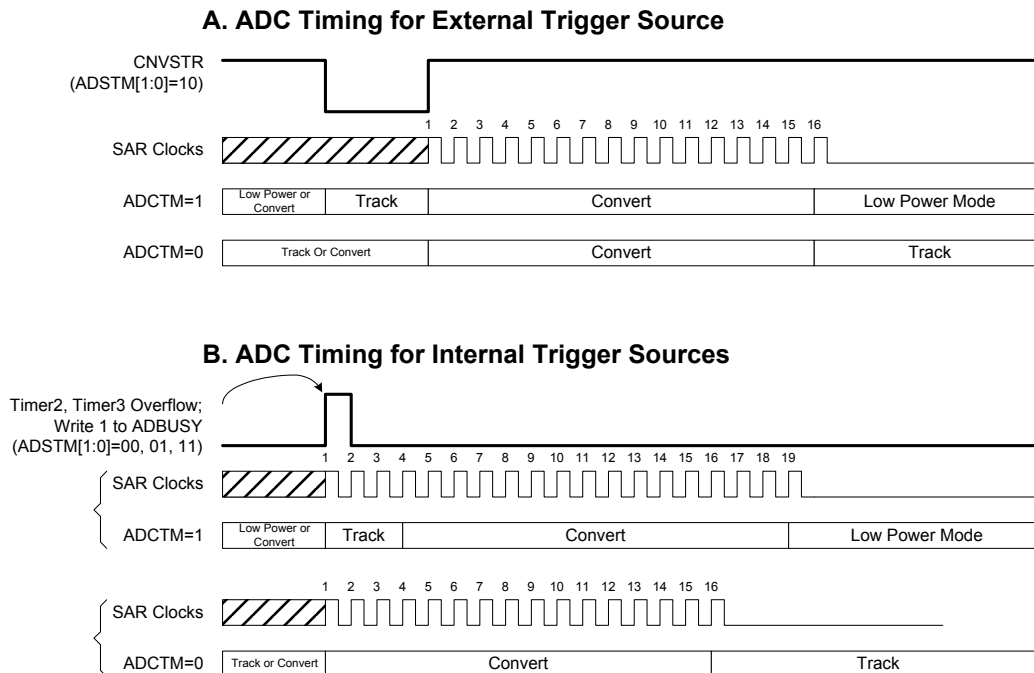 A. ADC Timing for External Trigger Source
CNVSTR
(ADSTM[1:0]=10)
1 2 3 4 5 6 7 8 9 10 11 12 13 14 15 16
SAR Clocks
ADCTM=1
Low Power or
Convert
Track
Convert
Low Power Mode
ADCTM=0
Track Or Convert
Convert
Track
B. ADC Timing for Internal Trigger Sources
Timer2, Timer3 Overflow;
Write 1 to ADBUSY
(ADSTM[1:0]=00, 01, 11)
1 2 3 4 5 6 7 8 9 10 11 12 13 14 15 16 17 18 19
SAR Clocks
ADCTM=1
Low Power or
Convert
Track
Convert
Low Power Mode
1 2 3 4 5 6 7 8 9 10 11 12 13 14 15 16
SAR Clocks
ADCTM=0
Track or Convert
Convert
Track